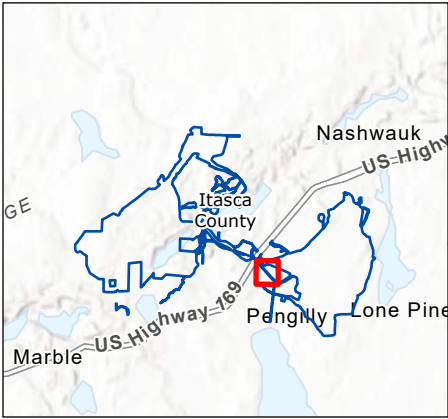 Nashwauk
US Highw
GE
Itasca
County
US Highway 169
Pengilly
Lone Pine
Marble